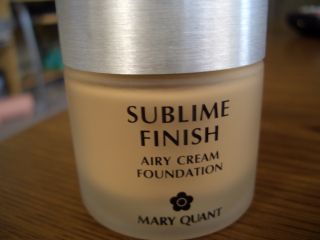 SUBLIME
FINISH
AIRY CREAM
FOUNDATION
MARY QUANT